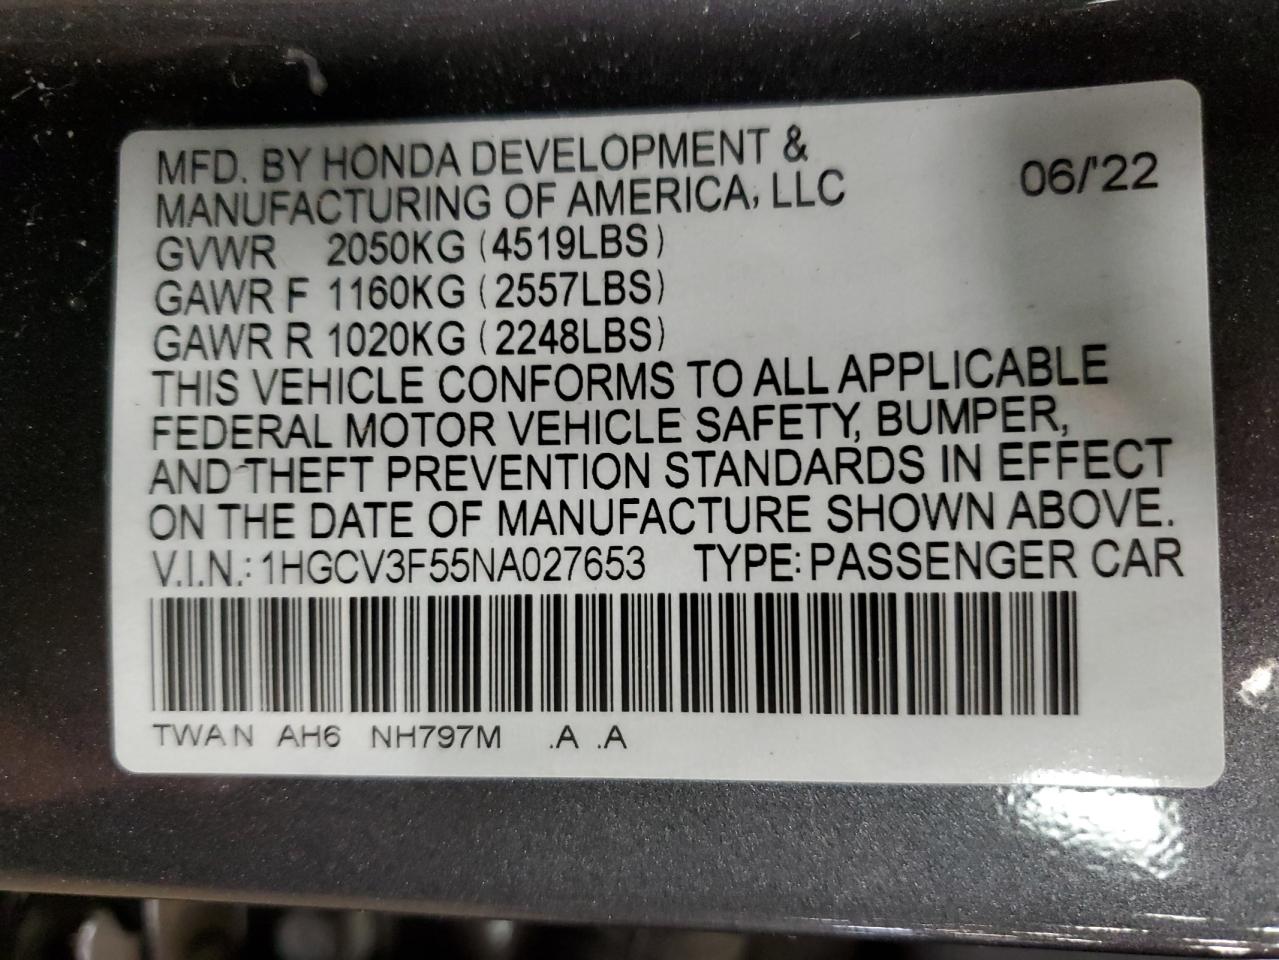 MFD. BY HONDA DEVELOPMENT &
MANUFACTURING OF AMERICA, LLC 06/'22
GVWR 2050KG (4519LBS)
GAWR F 1160KG (2557LBS)
GAWR R 1020KG (2248LBS)
THIS VEHICLE CONFORMS TO ALL APPLICABLE
FEDERAL MOTOR VEHICLE SAFETY, BUMPER,
AND THEFT PREVENTION STANDARDS IN EFFECT
ON THE DATE OF MANUFACTURE SHOWN ABOVE.
V.I.N.: 1HGCV3F55NA027653 TYPE: PASSENGER CAR
TWAN AH6 NH797M .A .A